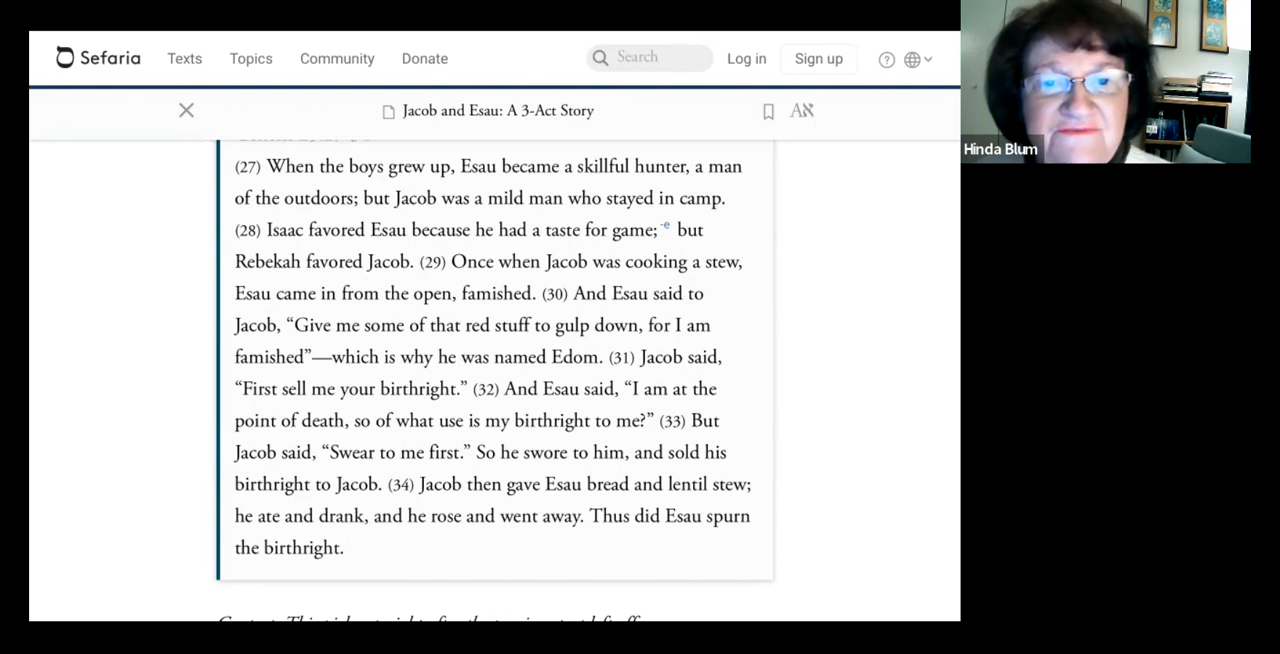 Sefaria Texts Topics Community Donate Search Log in Sign up
Jacob and Esau: A 3-Act Story Aא
(27) When the boys grew up, Esau became a skillful hunter, a man
of the outdoors; but Jacob was a mild man who stayed in camp.
(28) Isaac favored Esau because he had a taste for game; -e but
Rebekah favored Jacob. (29) Once when Jacob was cooking a stew,
Esau came in from the open, famished. (30) And Esau said to
Jacob, “Give me some of that red stuff to gulp down, for I am
famished”—which is why he was named Edom. (31) Jacob said,
“First sell me your birthright.” (32) And Esau said, “I am at the
point of death, so of what use is my birthright to me?” (33) But
Jacob said, “Swear to me first.” So he swore to him, and sold his
birthright to Jacob. (34) Jacob then gave Esau bread and lentil stew;
he ate and drank, and he rose and went away. Thus did Esau spurn
the birthright.
Hinda Blum